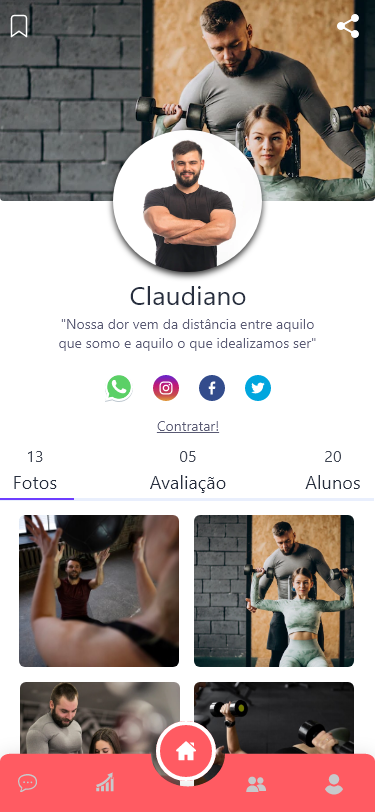 Claudiano
"Nossa dor vem da distância entre aquilo
que somo e aquilo o que idealizamos ser"
Contratar!
13 05 20
Fotos Avaliação Alunos